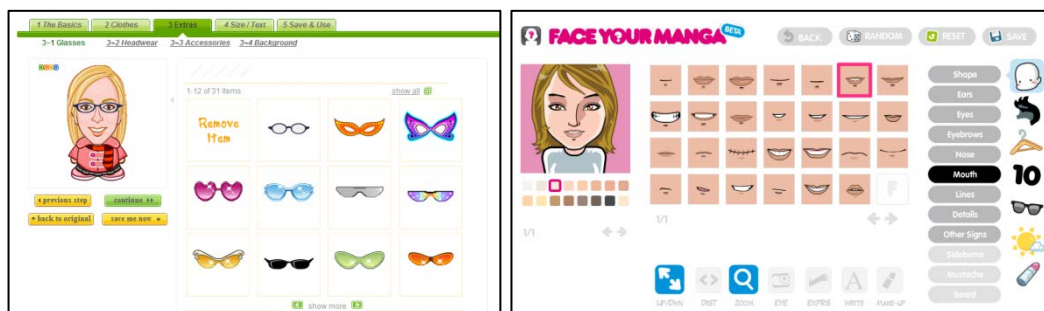 1 The Basics
2 Clothes
3 Extras
4 Size / Text
5 Save & Use
3~1 Glasses
3~2 Headwear
3~3 Accessories
3~4 Background
1-12 of 31 items
show all
Remove
Item
previous step
continue
back to original
save me now
show more
FACE YOUR MANGA BETA
BACK
RANDOM
RESET
SAVE
Shape
Ears
Eyes
Eyebrows
Nose
Mouth
Lines
Details
Other Signs
Sideburns
Mustache
Beard
10
F
1/1
1/1
UP/DWN
DIST
ZOOM
EYE
EXPRS
WRITE
MAKE-UP